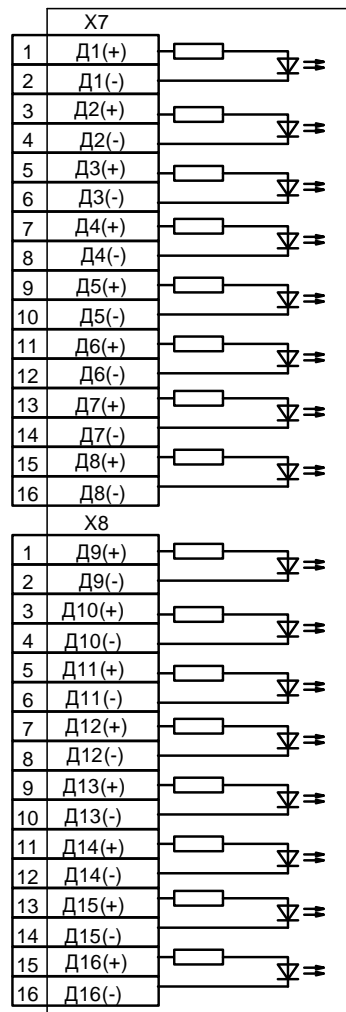 X7
1 Д1(+)
2 Д1(-)
3 Д2(+)
4 Д2(-)
5 Д3(+)
6 Д3(-)
7 Д4(+)
8 Д4(-)
9 Д5(+)
10 Д5(-)
11 Д6(+)
12 Д6(-)
13 Д7(+)
14 Д7(-)
15 Д8(+)
16 Д8(-)
X8
1 Д9(+)
2 Д9(-)
3 Д10(+)
4 Д10(-)
5 Д11(+)
6 Д11(-)
7 Д12(+)
8 Д12(-)
9 Д13(+)
10 Д13(-)
11 Д14(+)
12 Д14(-)
13 Д15(+)
14 Д15(-)
15 Д16(+)
16 Д16(-)